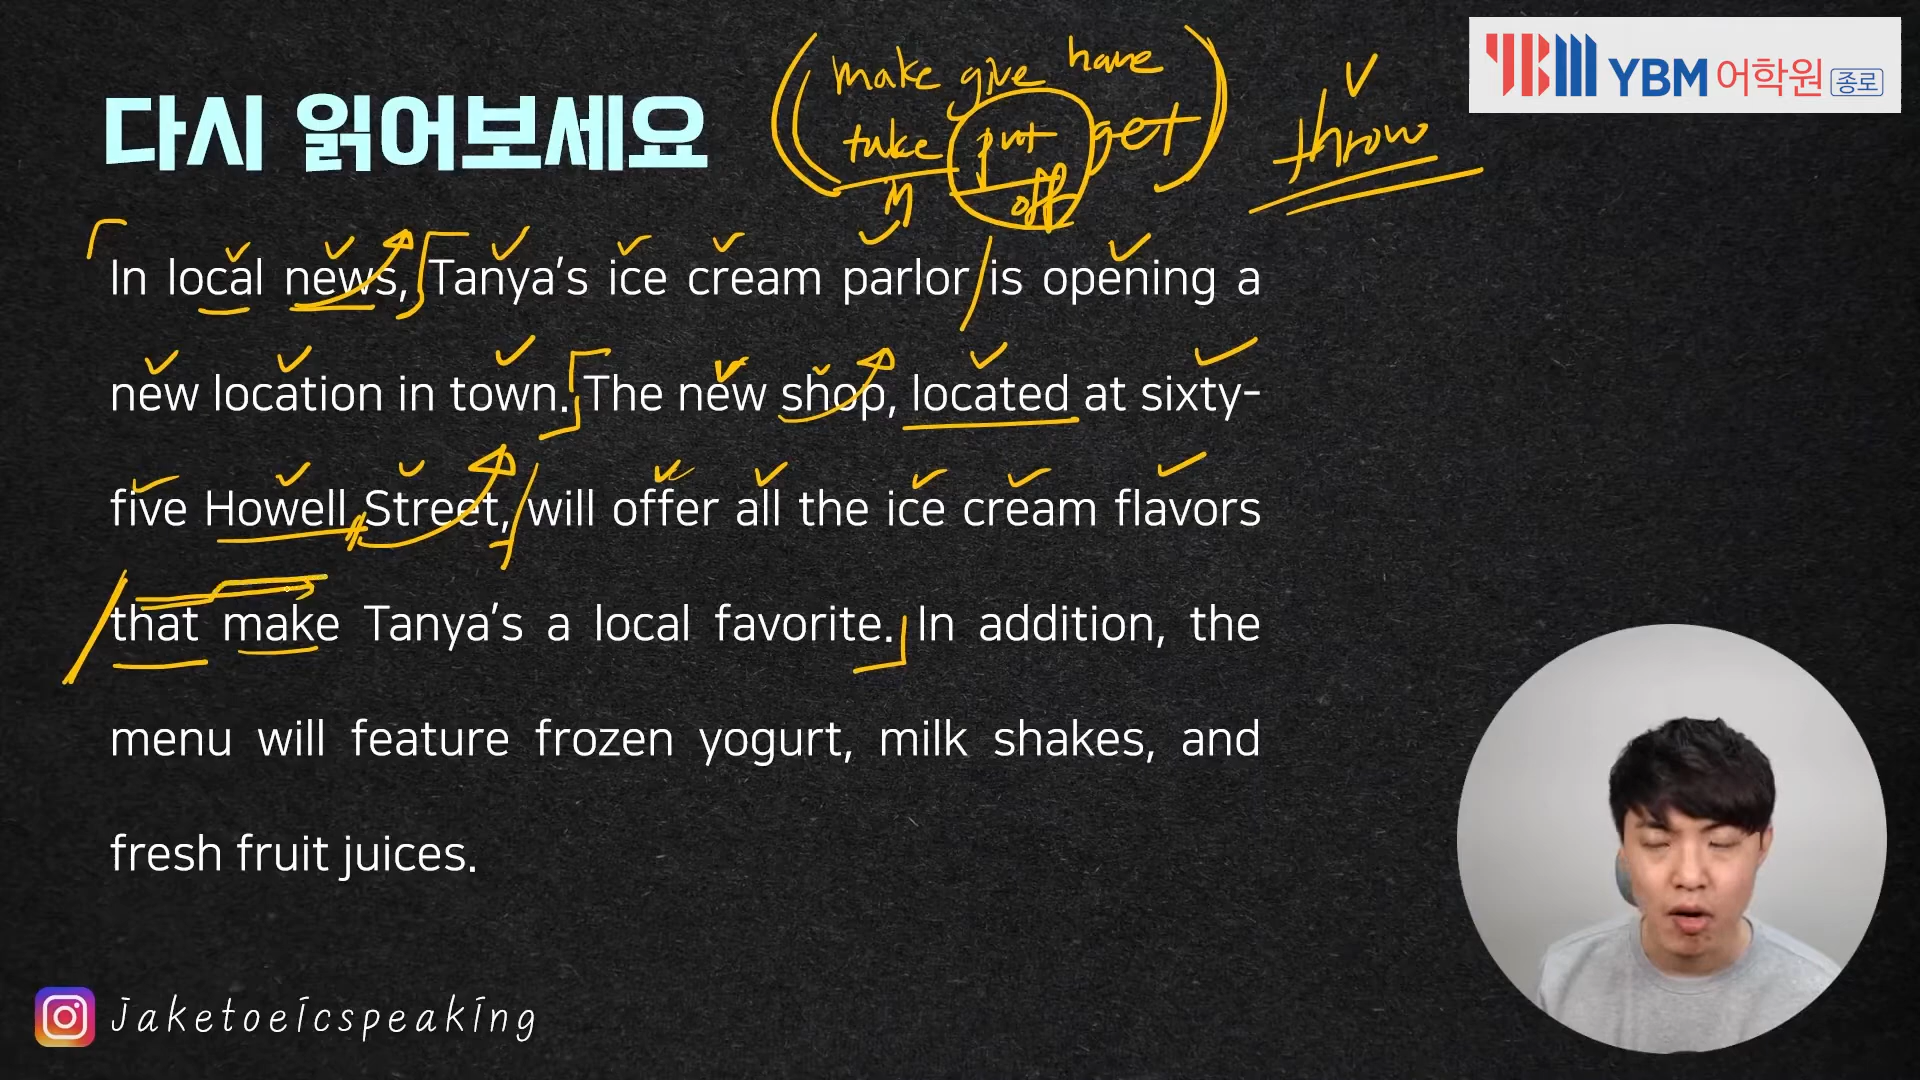 다시 읽어보세요
make give have
take put get
off
throw
YBM 어학원 종로
In local news, Tanya's ice cream parlor is opening a
new location in town. The new shop, located at sixty-
five Howell Street, will offer all the ice cream flavors
that make Tanya's a local favorite. In addition, the
menu will feature frozen yogurt, milk shakes, and
fresh fruit juices.
jaketoeicspeaking